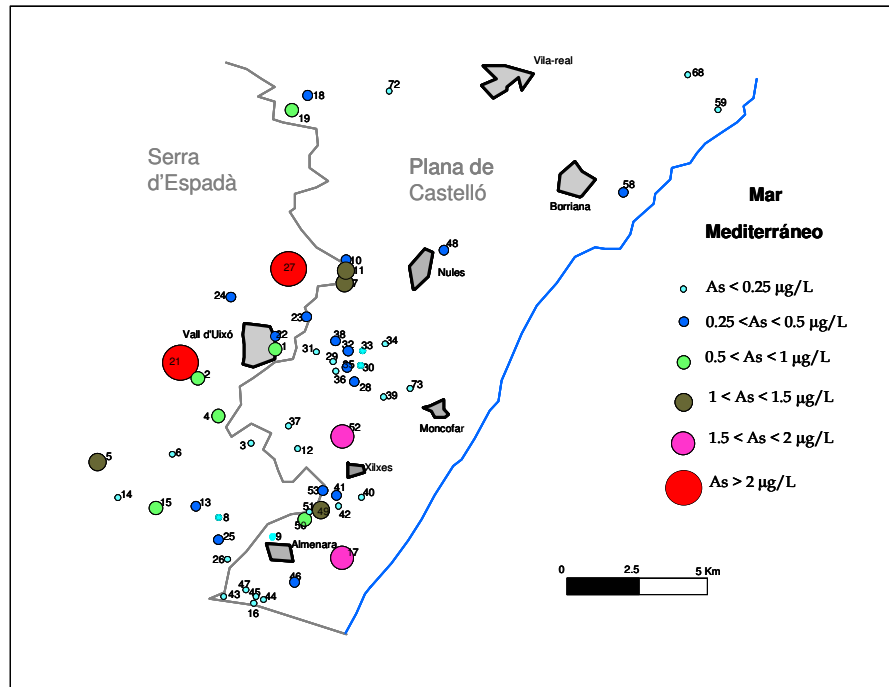 Vila-real
72
68
18
19
59
Serra
d'Espadà
Plana de
Castelló
58
Borriana
Mar
Mediterráneo
48
10
27
11
7
Nules
24
As < 0.25 µg/L
23
0.25 <As < 0.5 µg/L
Vall d'Uixó
22
38
1
31
32
33
34
0.5 < As < 1 µg/L
21
29
35
30
2
36
28
73
39
1 < As < 1.5 µg/L
4
Moncofar
37
52
1.5 < As < 2 µg/L
3
12
6
5
Xilxes
As > 2 µg/L
53
41
40
14
15
13
51
49
42
8
50
25
9
Almenara
17
26
0
2.5
5 Km
46
47
43
45
44
16